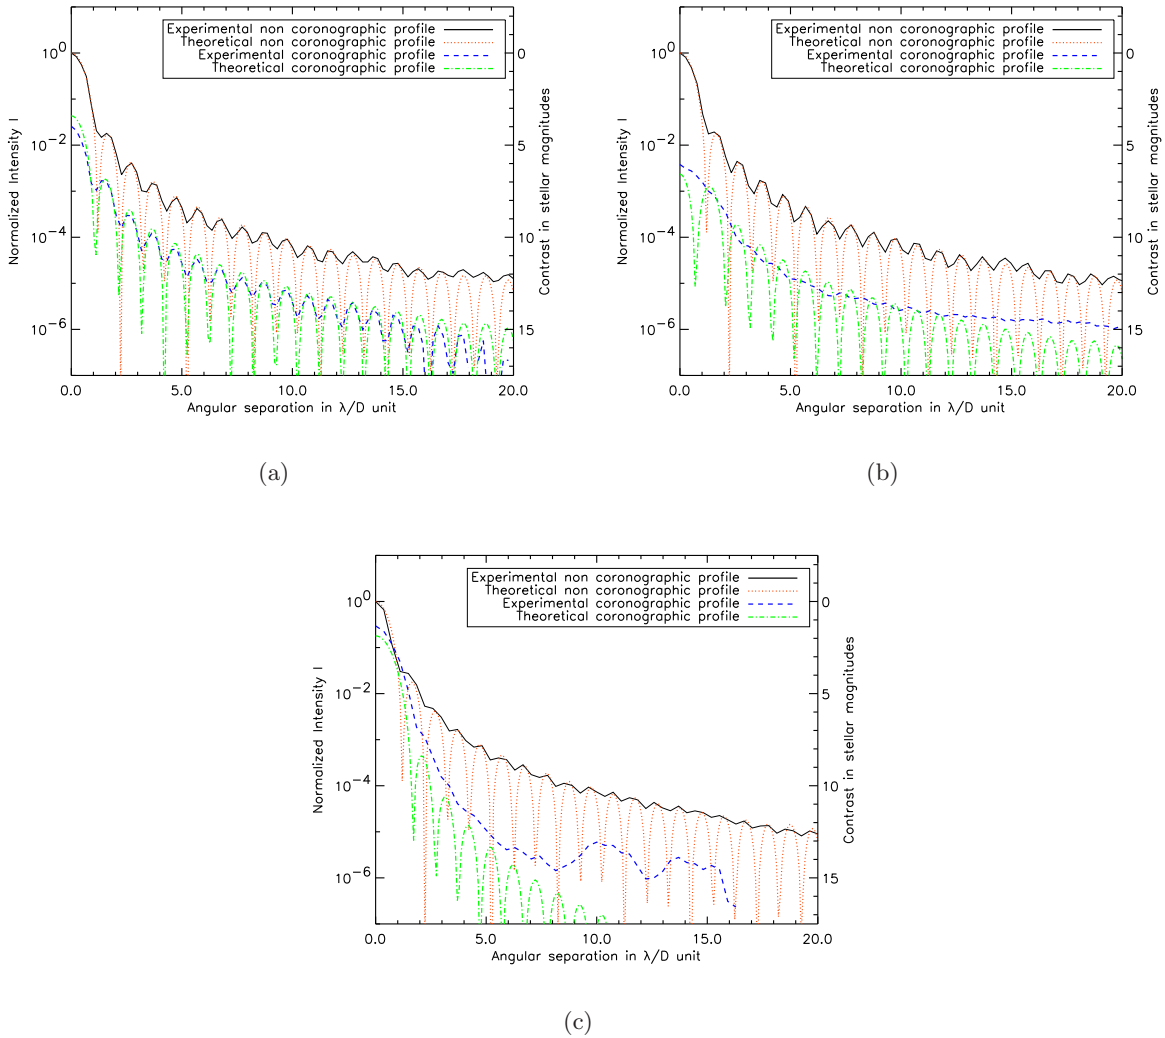 Experimental non coronographic profile
Theoretical non coronographic profile
Experimental coronographic profile
Theoretical coronographic profile
10^0
10^-2
10^-4
10^-6
Normalized Intensity I
0
5
10
15
Contrast in stellar magnitudes
0.0 5.0 10.0 15.0 20.0
Angular separation in λ/D unit
(a)
Experimental non coronographic profile
Theoretical non coronographic profile
Experimental coronographic profile
Theoretical coronographic profile
10^0
10^-2
10^-4
10^-6
Normalized Intensity I
0
5
10
15
Contrast in stellar magnitudes
0.0 5.0 10.0 15.0 20.0
Angular separation in λ/D unit
(b)
Experimental non coronographic profile
Theoretical non coronographic profile
Experimental coronographic profile
Theoretical coronographic profile
10^0
10^-2
10^-4
10^-6
Normalized Intensity I
0
5
10
15
Contrast in stellar magnitudes
0.0 5.0 10.0 15.0 20.0
Angular separation in λ/D unit
(c)